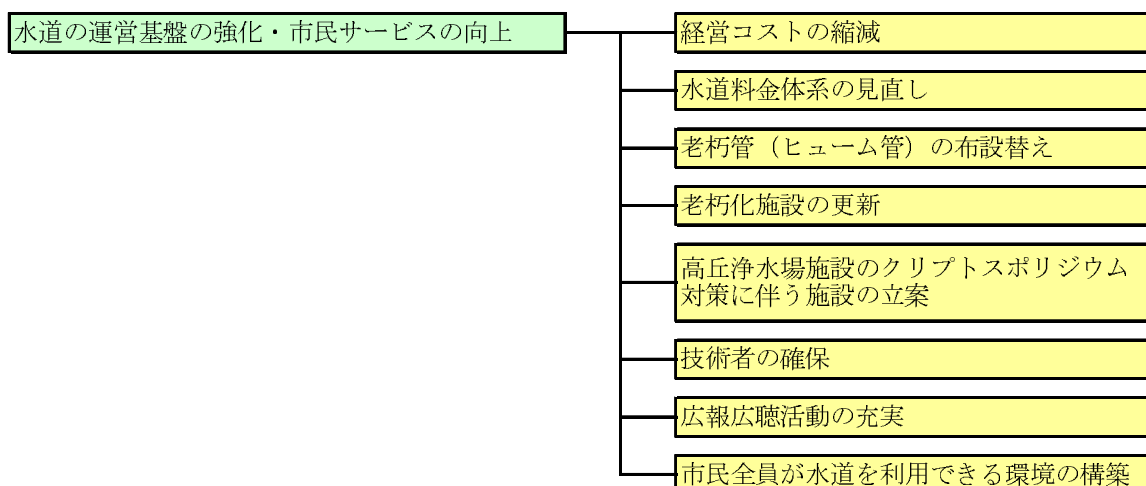 水道の運営基盤の強化・市民サービスの向上
経営コストの縮減
水道料金体系の見直し
老朽管（ヒューム管）の布設替え
老朽化施設の更新
高丘浄水場施設のクリプトスポリジウム
対策に伴う施設の立案
技術者の確保
広報広聴活動の充実
市民全員が水道を利用できる環境の構築